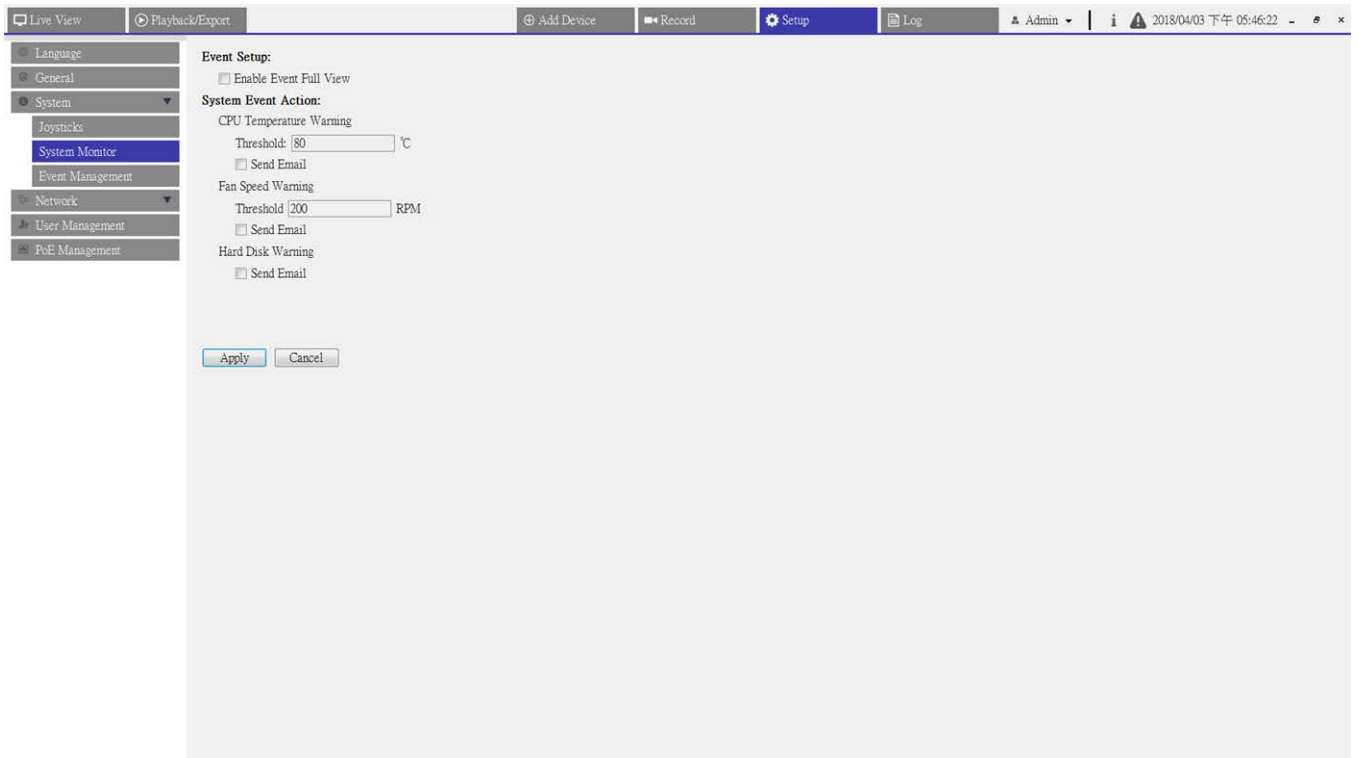 Live View
Playback/Export
Add Device
Record
Setup
Log
Admin
i
2018/04/03 下午 05:46:22
Language
General
System
Joysticks
System Monitor
Event Management
Network
User Management
PoE Management
Event Setup:
Enable Event Full View
System Event Action:
CPU Temperature Warning
Threshold: 80 ℃
Send Email
Fan Speed Warning
Threshold 200 RPM
Send Email
Hard Disk Warning
Send Email
Apply Cancel